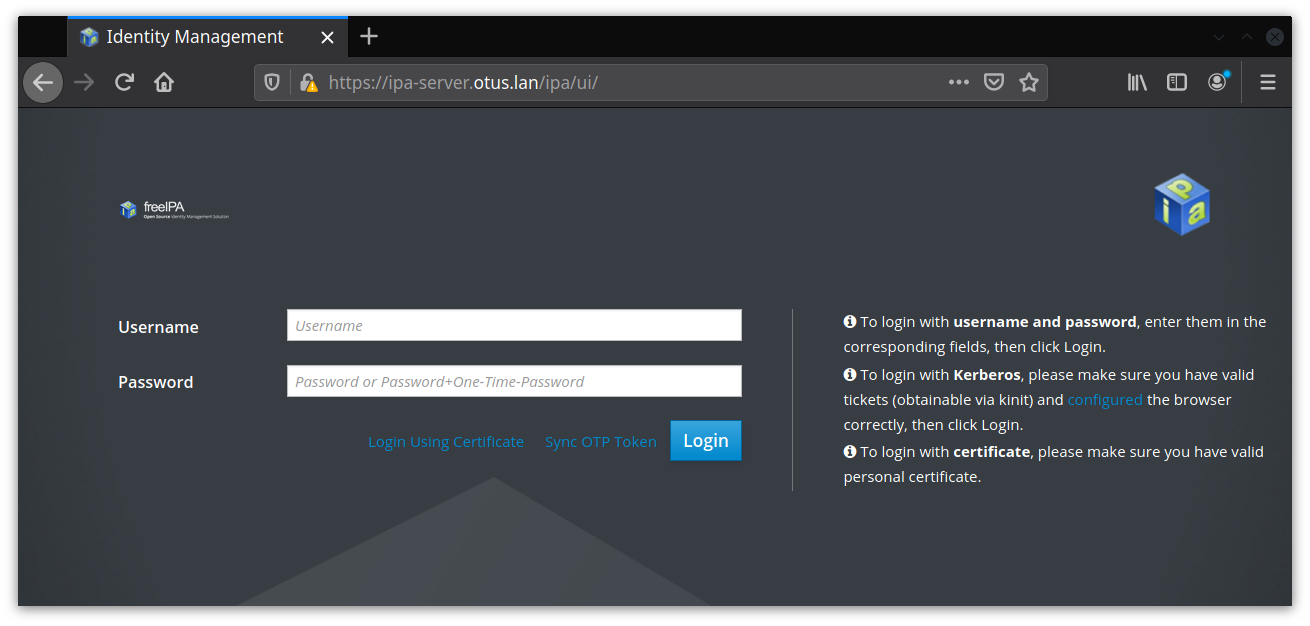 Identity Management
https://ipa-server.otus.lan/ipa/ui/
freeIPA
Open Source Identity Management Solution
ipa
Username
Username
Password
Password or Password+One-Time-Password
Login Using Certificate Sync OTP Token Login
To login with username and password, enter them in the
corresponding fields, then click Login.
To login with Kerberos, please make sure you have valid
tickets (obtainable via kinit) and configured the browser
correctly, then click Login.
To login with certificate, please make sure you have valid
personal certificate.